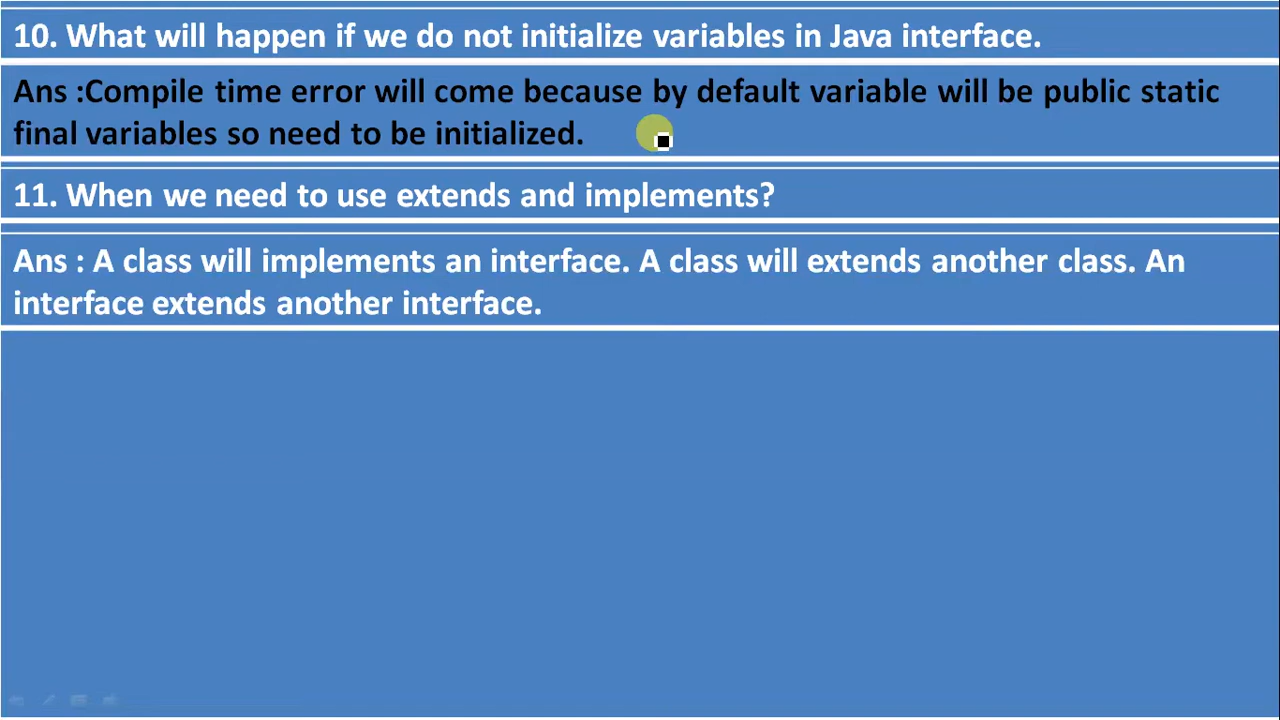 10. What will happen if we do not initialize variables in Java interface.
Ans :Compile time error will come because by default variable will be public static
final variables so need to be initialized.
11. When we need to use extends and implements?
Ans : A class will implements an interface. A class will extends another class. An
interface extends another interface.